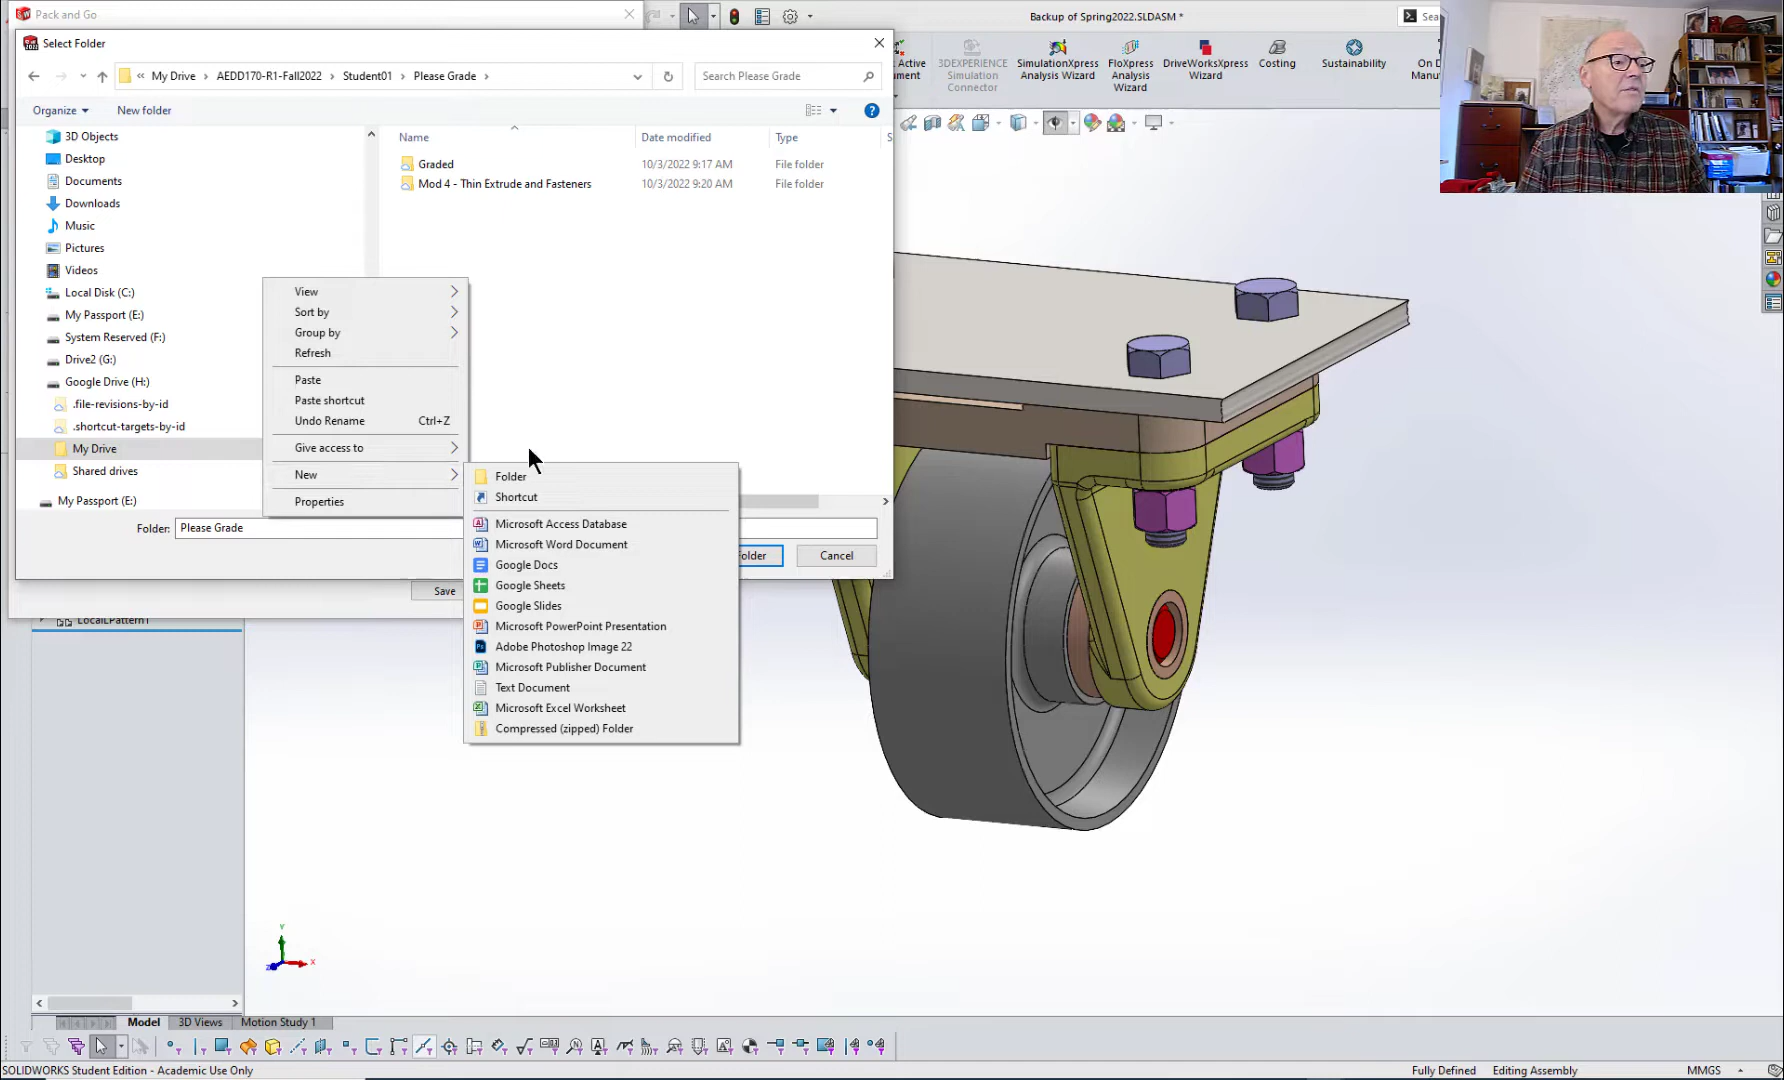 Pack and Go
Backup of Spring2022.SLDASM *
Sea
Select Folder
My Drive
AEDD170-R1-Fall2022
Student01
Please Grade
Search Please Grade
Organize
New folder
Name
Date modified
Type
S
Graded
10/3/2022 9:17 AM
File folder
Mod 4 - Thin Extrude and Fasteners
10/3/2022 9:20 AM
File folder
3D Objects
Desktop
Documents
Downloads
Music
Pictures
Videos
Local Disk (C:)
My Passport (E:)
System Reserved (F:)
Drive2 (G:)
Google Drive (H:)
.file-revisions-by-id
.shortcut-targets-by-id
My Drive
Shared drives
My Passport (E:)
View
Sort by
Group by
Refresh
Paste
Paste shortcut
Undo Rename Ctrl+Z
Give access to
New
Properties
Folder
Shortcut
Microsoft Access Database
Microsoft Word Document
Google Docs
Google Sheets
Google Slides
Microsoft PowerPoint Presentation
Adobe Photoshop Image 22
Microsoft Publisher Document
Text Document
Microsoft Excel Worksheet
Compressed (zipped) Folder
Folder: Please Grade
Folder
Cancel
Save
LocalLPattern1
Active
ument
3DEXPERIENCE
Simulation
Connector
SimulationXpress
Analysis Wizard
FloXpress
Analysis
Wizard
DriveWorksXpress
Wizard
Costing
Sustainability
On D
Manu
Y
X
Z
Model
3D Views
Motion Study 1
SOLIDWORKS Student Edition - Academic Use Only
Fully Defined
Editing Assembly
MMGS